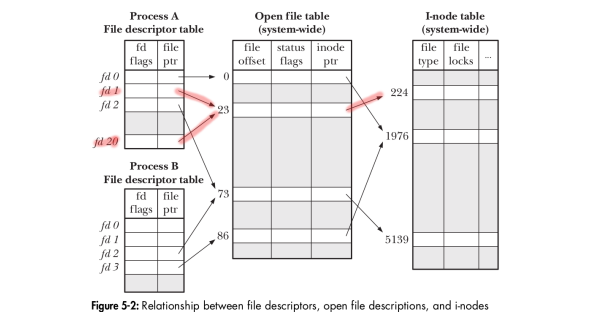 Process A
File descriptor table
Open file table
(system-wide)
I-node table
(system-wide)
fd
flags
file
ptr
file
offset
status
flags
inode
ptr
file
type
file
locks
...
fd 0
fd 1
fd 2
fd 20
0
23
73
86
224
1976
5139
Process B
File descriptor table
fd
flags
file
ptr
fd 0
fd 1
fd 2
fd 3
Figure 5-2: Relationship between file descriptors, open file descriptions, and i-nodes